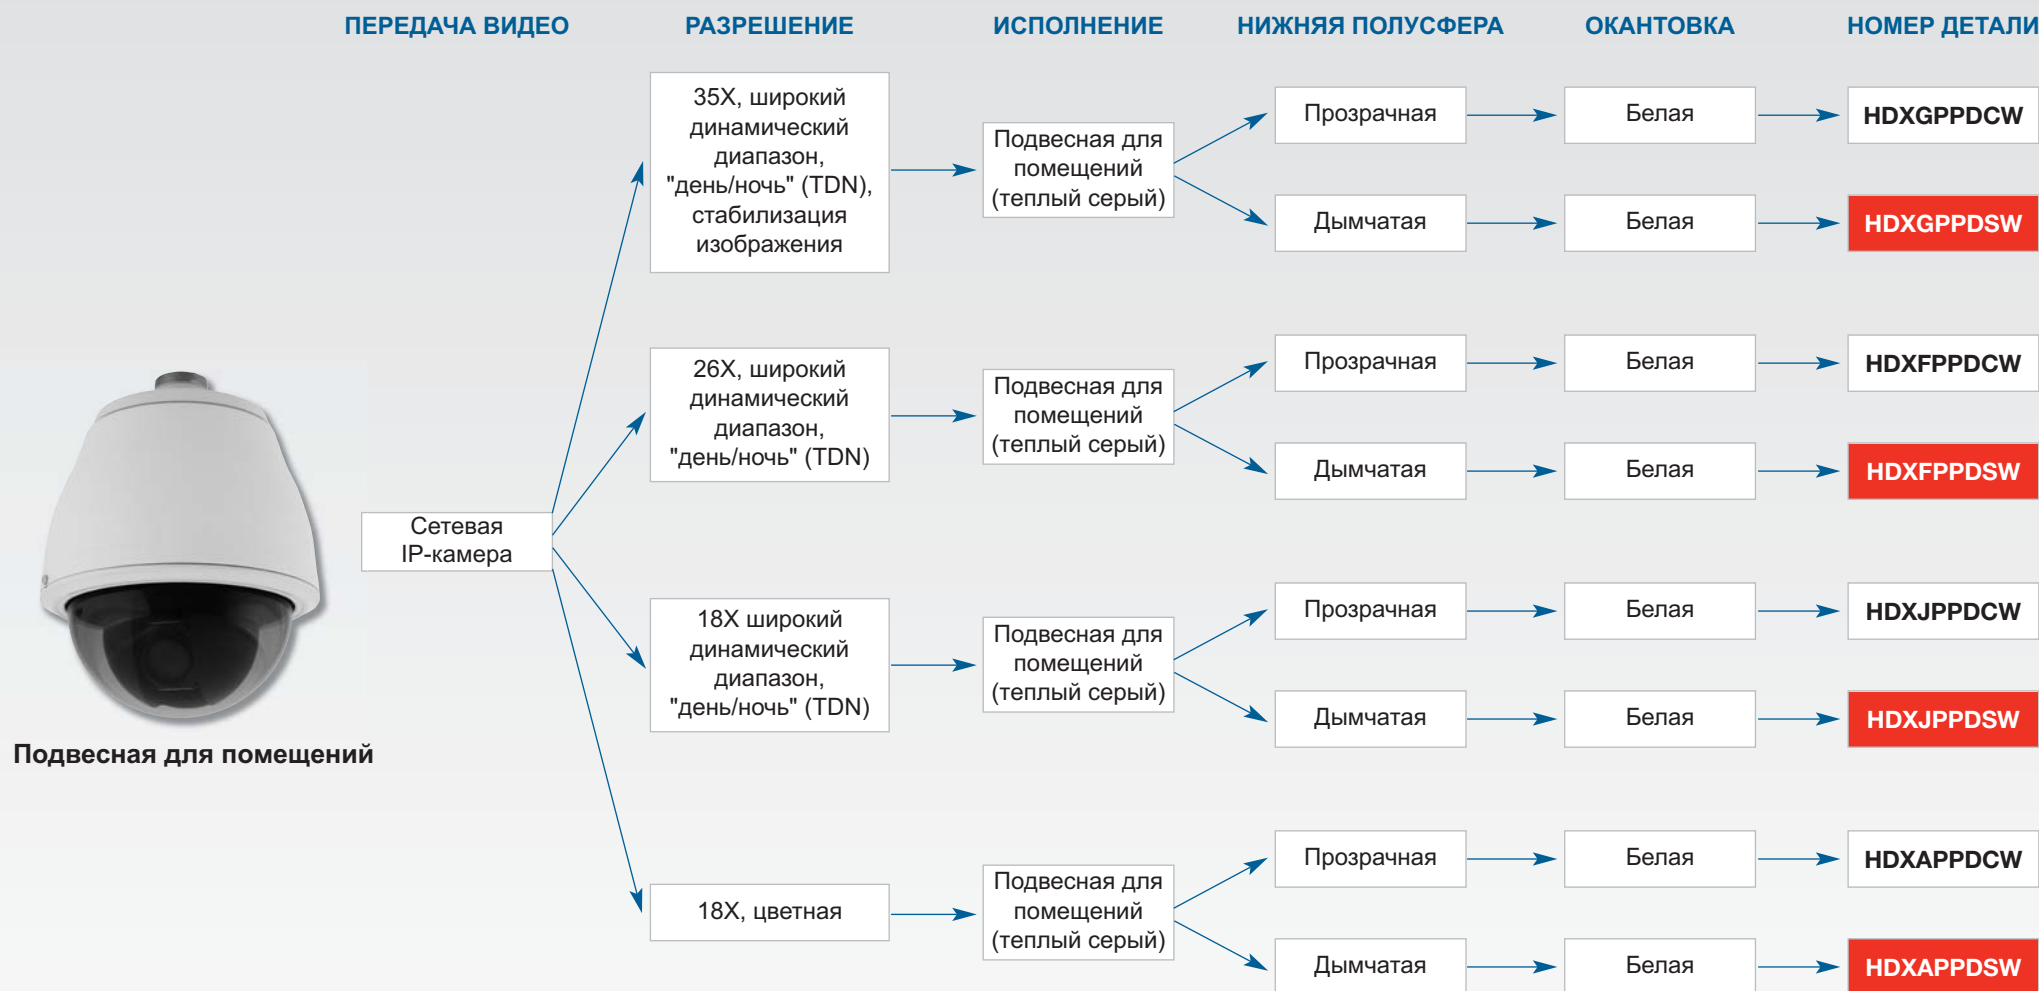 ПЕРЕДАЧА ВИДЕО
РАЗРЕШЕНИЕ
ИСПОЛНЕНИЕ
НИЖНЯЯ ПОЛУСФЕРА
ОКАНТОВКА
НОМЕР ДЕТАЛИ
35X, широкий
динамический
диапазон,
"день/ночь" (TDN),
стабилизация
изображения
Подвесная для
помещений
(теплый серый)
Прозрачная
Белая
HDXGPPDCW
Дымчатая
Белая
HDXGPPDSW
26X, широкий
динамический
диапазон,
"день/ночь" (TDN)
Подвесная для
помещений
(теплый серый)
Прозрачная
Белая
HDXFPPDCW
Дымчатая
Белая
HDXFPPDSW
Сетевая
IP-камера
18X широкий
динамический
диапазон,
"день/ночь" (TDN)
Подвесная для
помещений
(теплый серый)
Прозрачная
Белая
HDXJPPDCW
Дымчатая
Белая
HDXJPPDSW
Подвесная для помещений
18X, цветная
Подвесная для
помещений
(теплый серый)
Прозрачная
Белая
HDXAPPDCW
Дымчатая
Белая
HDXAPPDSW